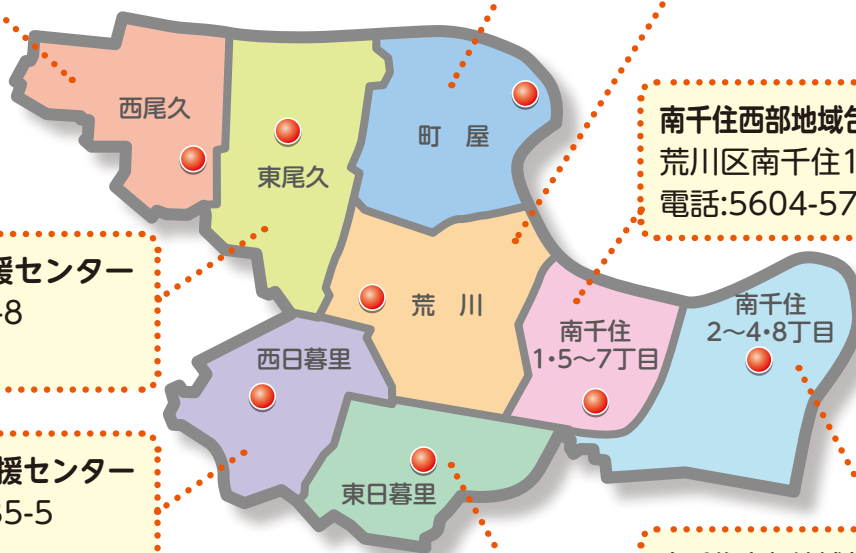 西尾久
東尾久
町 屋
南千住西部地域
荒川区南千住1
電話:5604-57
援センター
-8
荒 川
南千住
1・5〜7丁目
南千住
2〜4・8丁目
西日暮里
援センター
35-5
東日暮里